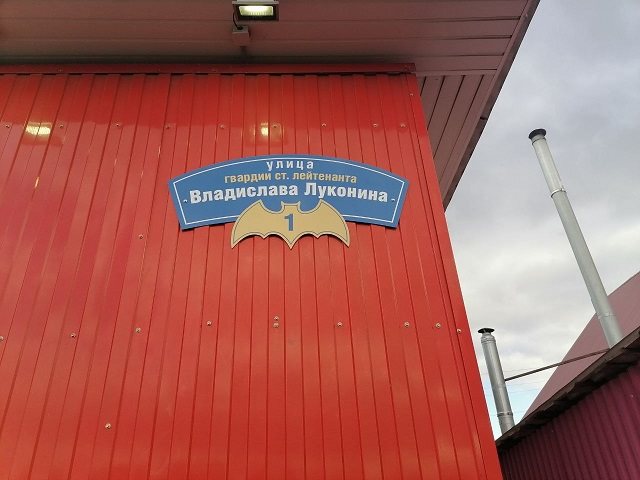 улица
гвардии ст. лейтенанта
Владислава Луконина
1